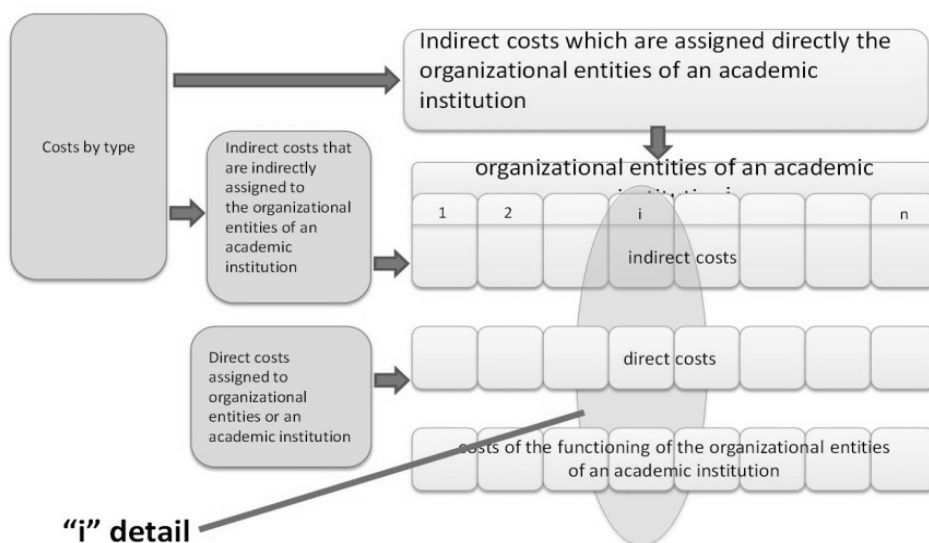 Indirect costs which are assigned directly the
organizational entities of an academic
institution
Costs by type
Indirect costs that
are indirectly
assigned to
the organizational
entities of an
academic
institution
organizational entities of an academic
1 2 i n
indirect costs
Direct costs
assigned to
organizational
entities or an
academic institution
direct costs
costs of the functioning of the organizational entities
of an academic institution
“i” detail